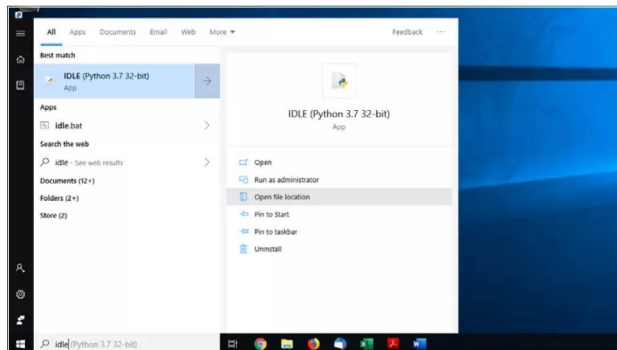 All Apps Documents Email Web More Feedback ...
Best match
IDLE (Python 3.7 32-bit)
App
Apps
idle.bat
Search the web
idle - See web results
Documents (12+)
Folders (2+)
Store (2)
IDLE (Python 3.7 32-bit)
App
Open
Run as administrator
Open file location
Pin to Start
Pin to taskbar
Uninstall
idle (Python 3.7 32-bit)